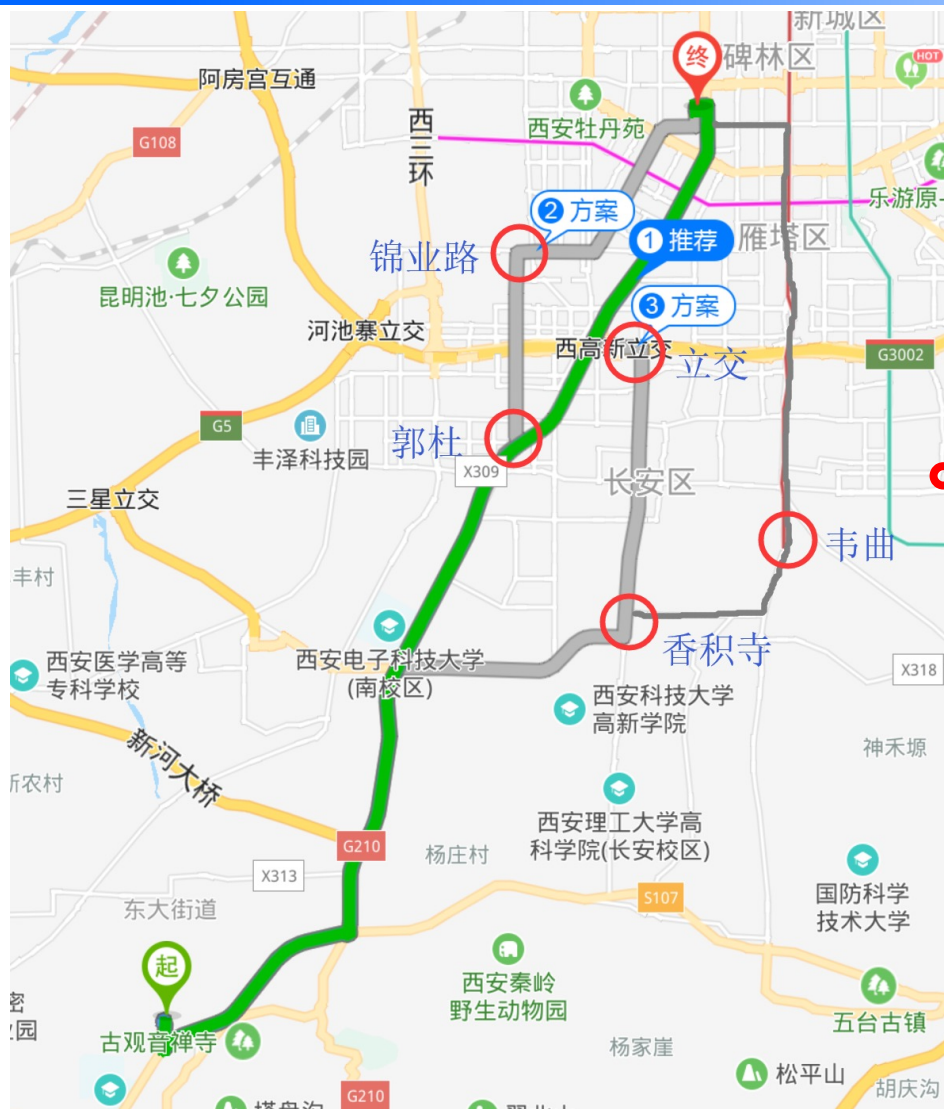 新城区
终
碑林区
HOT
阿房宫互通
西三环
西安牡丹苑
G108
乐游原
2 方案
锦业路
1 推荐
雁塔区
昆明池·七夕公园
河池寨立交
3 方案
西高新立交
立交
G3002
G5
郭杜
丰泽科技园
X309
长安区
三星立交
韦曲
丰村
西安电子科技大学
(南校区)
香积寺
西安医学高等
专科学校
X318
西安科技大学
高新学院
新河大桥
神禾塬
农村
西安理工大学高
科学院(长安校区)
G210
杨庄村
X313
国防科学
技术大学
S107
东大街道
起
西安秦岭
野生动物园
密
园
古观音禅寺
五台古镇
杨家崖
松平山
胡庆沟
G210